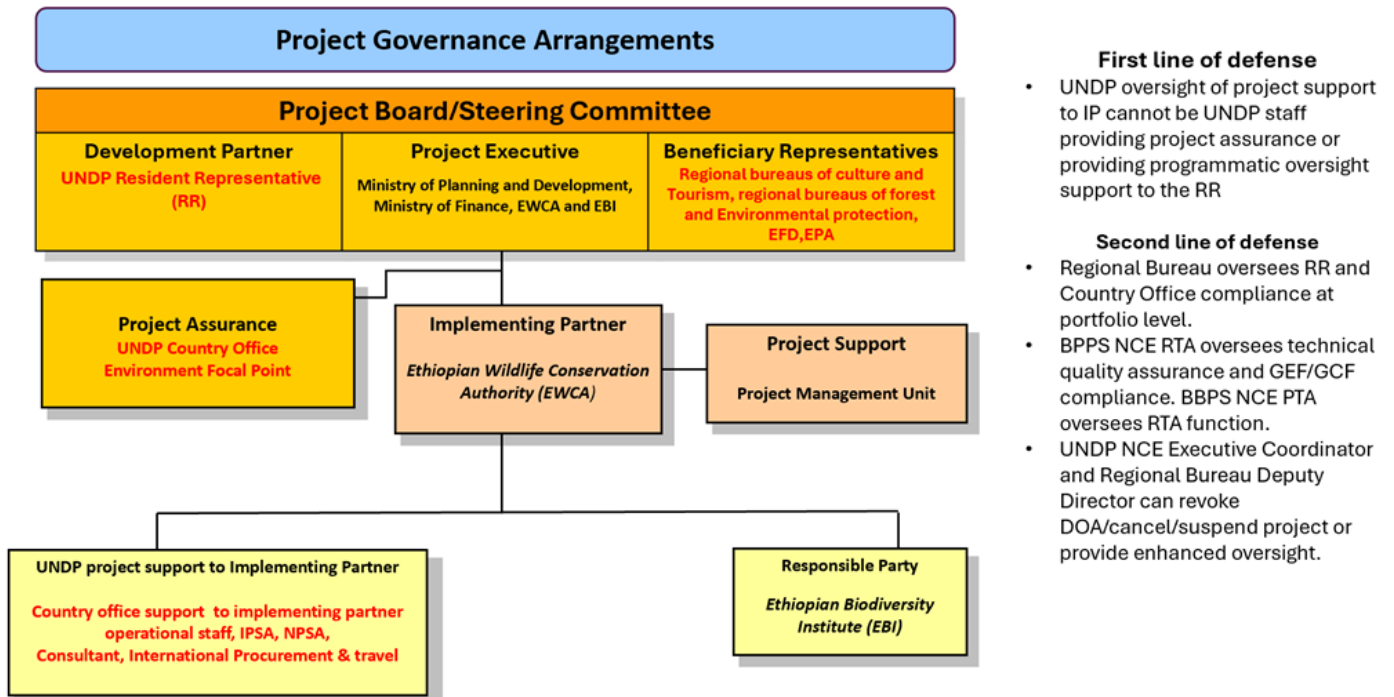 Project Governance Arrangements
Project Board/Steering Committee
Development Partner
UNDP Resident Representative
(RR)
Project Executive
Ministry of Planning and Development,
Ministry of Finance, EWCA and EBI
Beneficiary Representatives
Regional bureaus of culture and
Tourism, regional bureaus of forest
and Environmental protection,
EFD,EPA
Project Assurance
UNDP Country Office
Environment Focal Point
Implementing Partner
Ethiopian Wildlife Conservation
Authority (EWCA)
Project Support
Project Management Unit
UNDP project support to Implementing Partner
Country office support to implementing partner
operational staff, IPSA, NPSA,
Consultant, International Procurement & travel
Responsible Party
Ethiopian Biodiversity
Institute (EBI)
First line of defense
• UNDP oversight of project support
to IP cannot be UNDP staff
providing project assurance or
providing programmatic oversight
support to the RR
Second line of defense
• Regional Bureau oversees RR and
Country Office compliance at
portfolio level.
• BPPS NCE RTA oversees technical
quality assurance and GEF/GCF
compliance. BBPS NCE PTA
oversees RTA function.
• UNDP NCE Executive Coordinator
and Regional Bureau Deputy
Director can revoke
DOA/cancel/suspend project or
provide enhanced oversight.